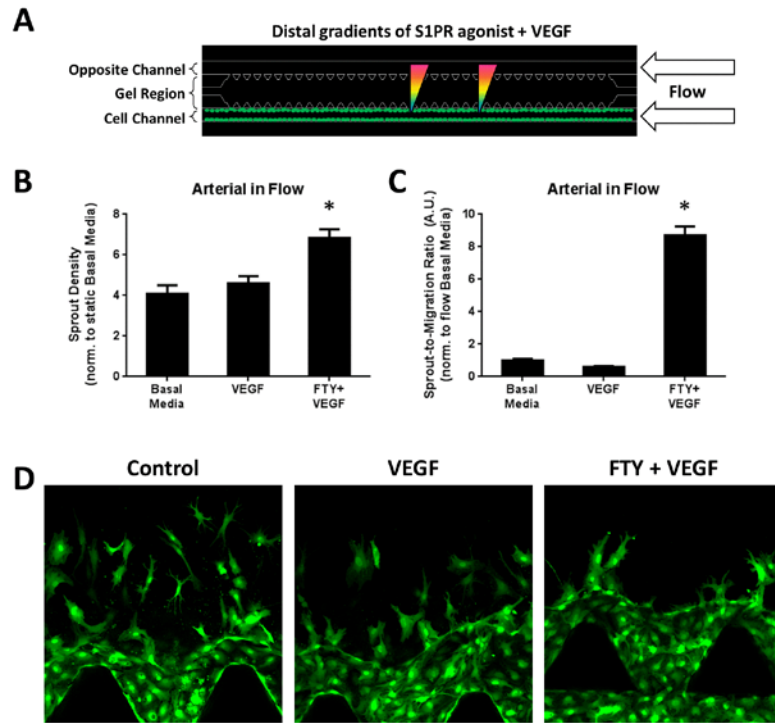 A
Distal gradients of S1PR agonist + VEGF
Opposite Channel
Gel Region
Cell Channel
Flow
B
Arterial in Flow
*
Sprout Density
(norm. to static Basal Media)
8
6
4
2
0
Basal
Media
VEGF
FTY+
VEGF
C
Arterial in Flow
*
Sprout-to-Migration Ratio (A.U.)
(norm. to flow Basal Media)
10
8
6
4
2
0
Basal
Media
VEGF
FTY+
VEGF
D
Control
VEGF
FTY + VEGF